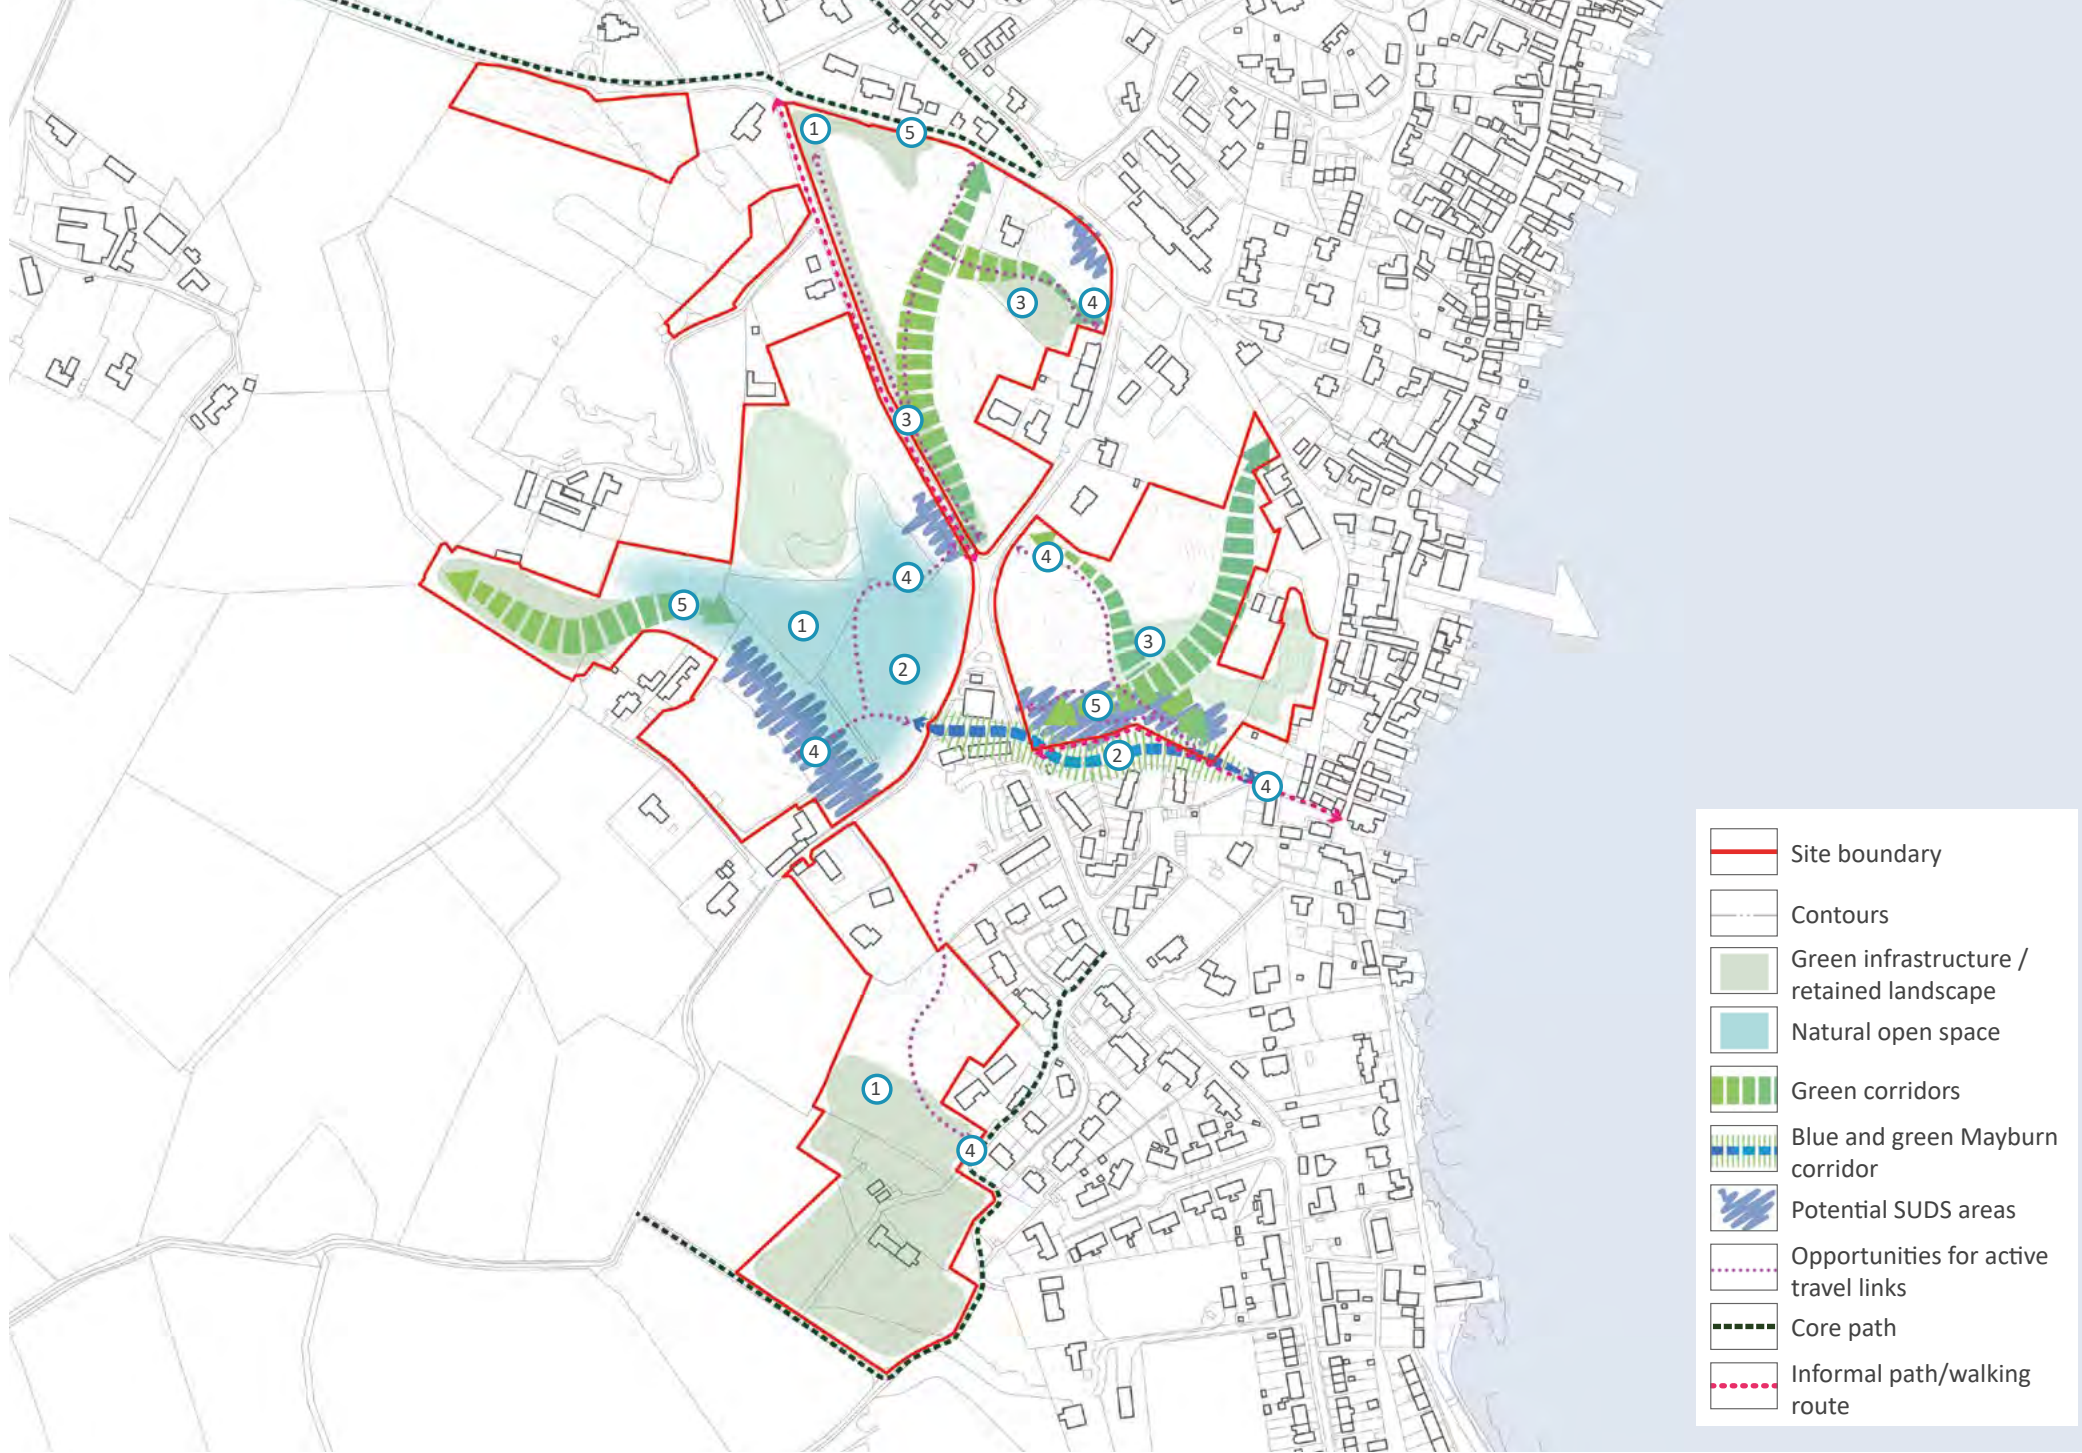 1
5
3
4
3
4
4
5
1
3
2
5
4
2
4
1
4
Site boundary
Contours
Green infrastructure /
retained landscape
Natural open space
Green corridors
Blue and green Mayburn
corridor
Potential SUDS areas
Opportunities for active
travel links
Core path
Informal path/walking
route